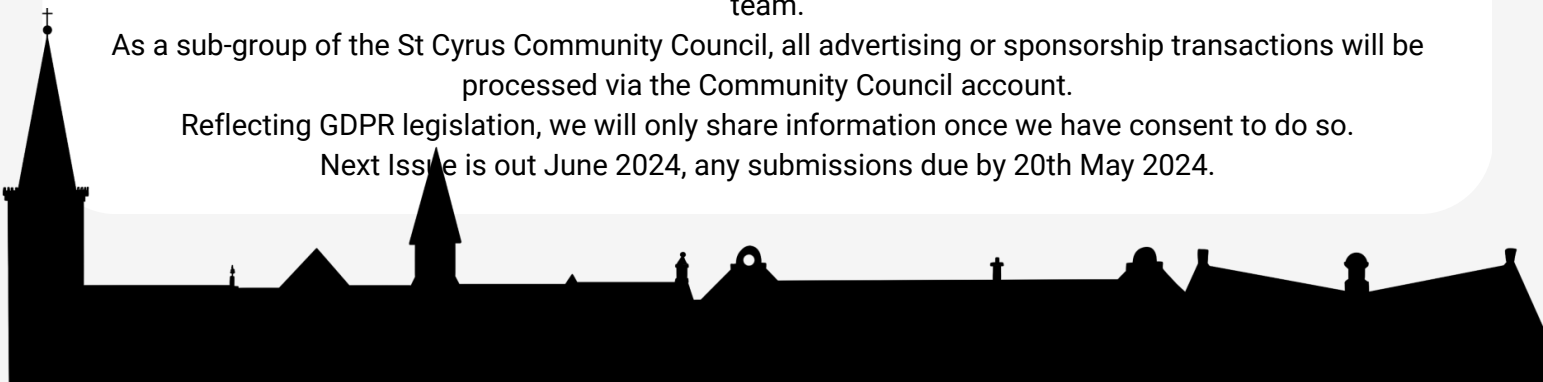 team.
As a sub-group of the St Cyrus Community Council, all advertising or sponsorship transactions will be
processed via the Community Council account.
Reflecting GDPR legislation, we will only share information once we have consent to do so.
Next Issue is out June 2024, any submissions due by 20th May 2024.